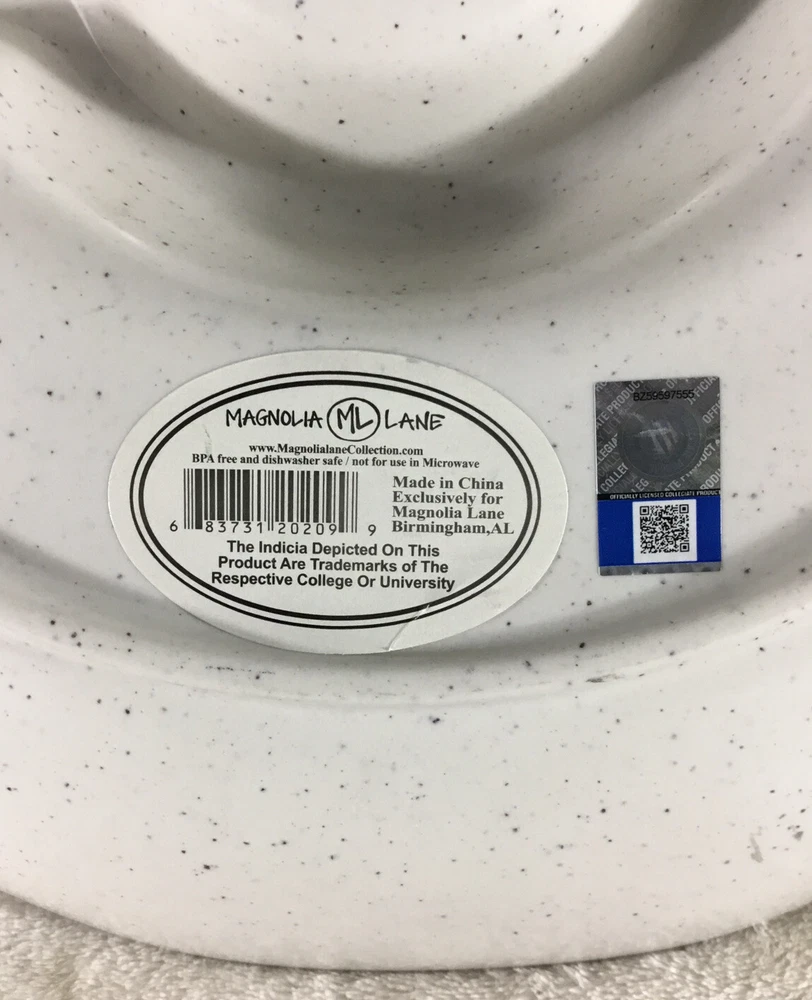 MAGNOLIA ML LANE
www.MagnolialaneCollection.com
BPA free and dishwasher safe / not for use in Microwave
Made in China
Exclusively for
Magnolia Lane
Birmingham,AL
6 83731 20209 9
The Indicia Depicted On This
Product Are Trademarks of The
Respective College Or University
BZ59597555
OFFICIALLY LICENSED COLLEGIATE PRODUCT